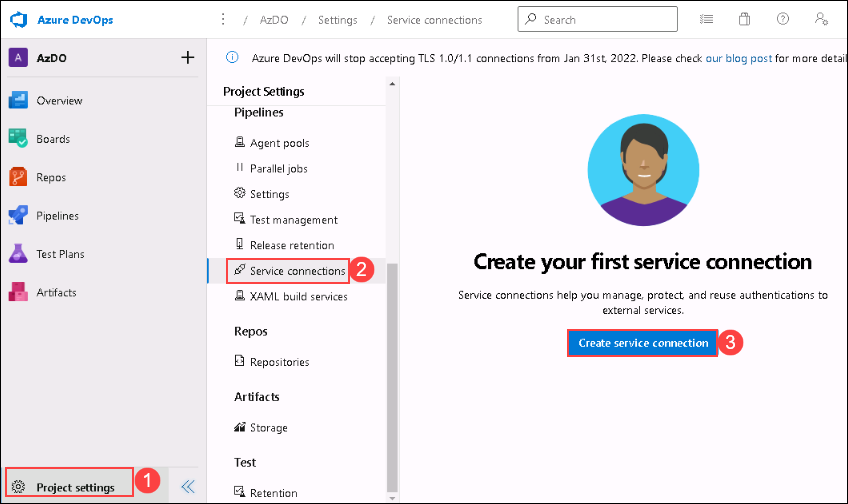 Azure DevOps
/ AzDO / Settings / Service connections
Search
A AzDO
Azure DevOps will stop accepting TLS 1.0/1.1 connections from Jan 31st, 2022. Please check our blog post for more detail
Overview
Boards
Repos
Pipelines
Test Plans
Artifacts
Project settings
1
Project Settings
Pipelines
Agent pools
Parallel jobs
Settings
Test management
Release retention
Service connections
2
XAML build services
Repos
Repositories
Artifacts
Storage
Test
Retention
Create your first service connection
Service connections help you manage, protect, and reuse authentications to
external services.
Create service connection
3